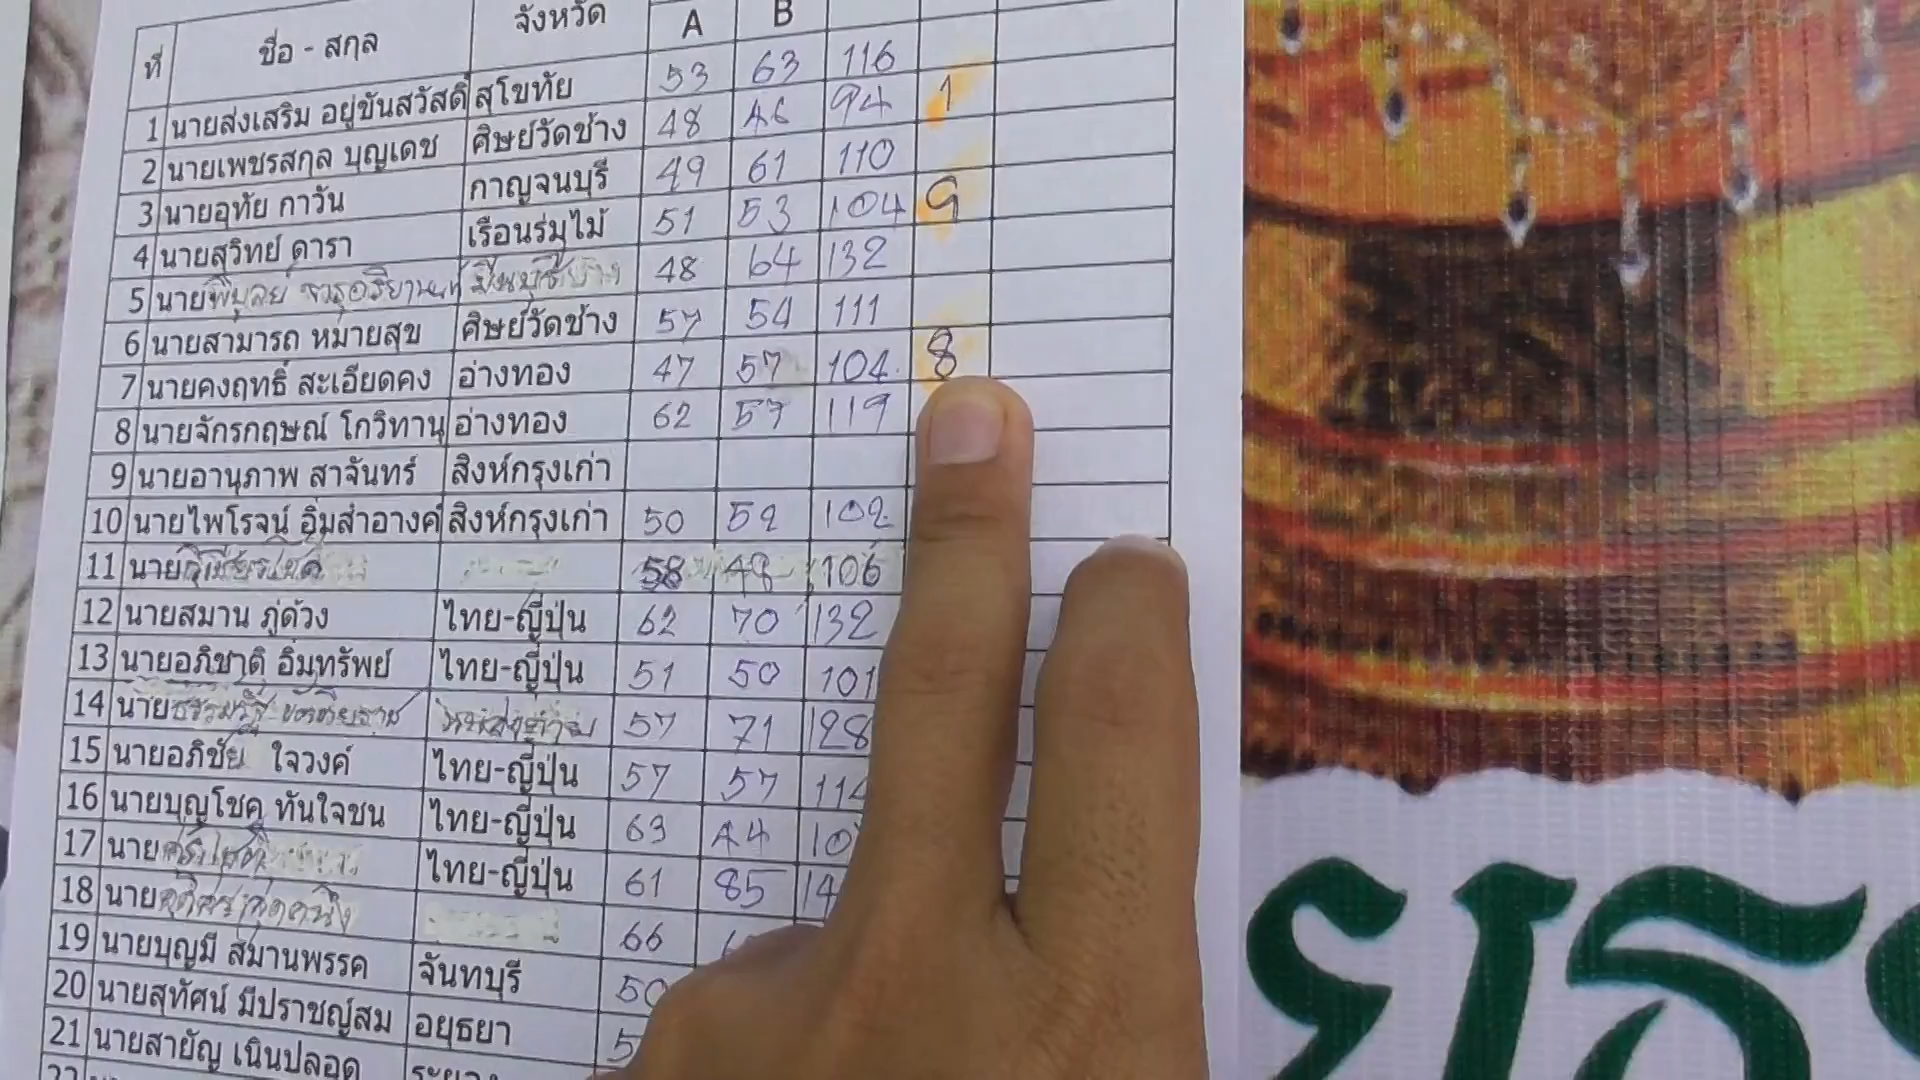 ที่ ชื่อ - สกุล จังหวัด A B
1 นายส่งเสริม อยู่ขันสวัสดิ์ สุโขทัย 53 63 116
2 นายเพชรสกุล บุญเดช ศิษย์วัดช้าง 48 46 94 1
3 นายอุทัย กาวัน กาญจนบุรี 49 61 110
4 นายสุวิทย์ ดารา เรือนร่มไม้ 51 53 104 9
5 นาย 48 64 132
6 นายสามารถ หมายสุข ศิษย์วัดช้าง 57 54 111
7 นายคงฤทธิ์ สะเอียดคง อ่างทอง 47 57 104 8
8 นายจักรกฤษณ์ โกวิทานุ อ่างทอง 62 57 119
9 นายอานุภาพ สาจันทร์ สิงห์กรุงเก่า
10 นายไพโรจน์ อิ่มสำอางค์ สิงห์กรุงเก่า 50 52 102
11 นาย 58 48 106
12 นายสมาน ภู่ด้วง ไทย-ญี่ปุ่น 62 70 132
13 นายอภิชาติ อิ่มทรัพย์ ไทย-ญี่ปุ่น 51 50 101
14 นาย 57 71 128
15 นายอภิชัย ใจวงค์ ไทย-ญี่ปุ่น 57 57 114
16 นายบุญโชค ทันใจชน ไทย-ญี่ปุ่น 63 44
17 นาย ไทย-ญี่ปุ่น 61 85
18 นาย 66
19 นายบุญมี สมานพรรค จันทบุรี 50
20 นายสุทัศน์ มีปราชญ์สม อยุธยา
21 นายสายัญ เนินปลอด ระยอง